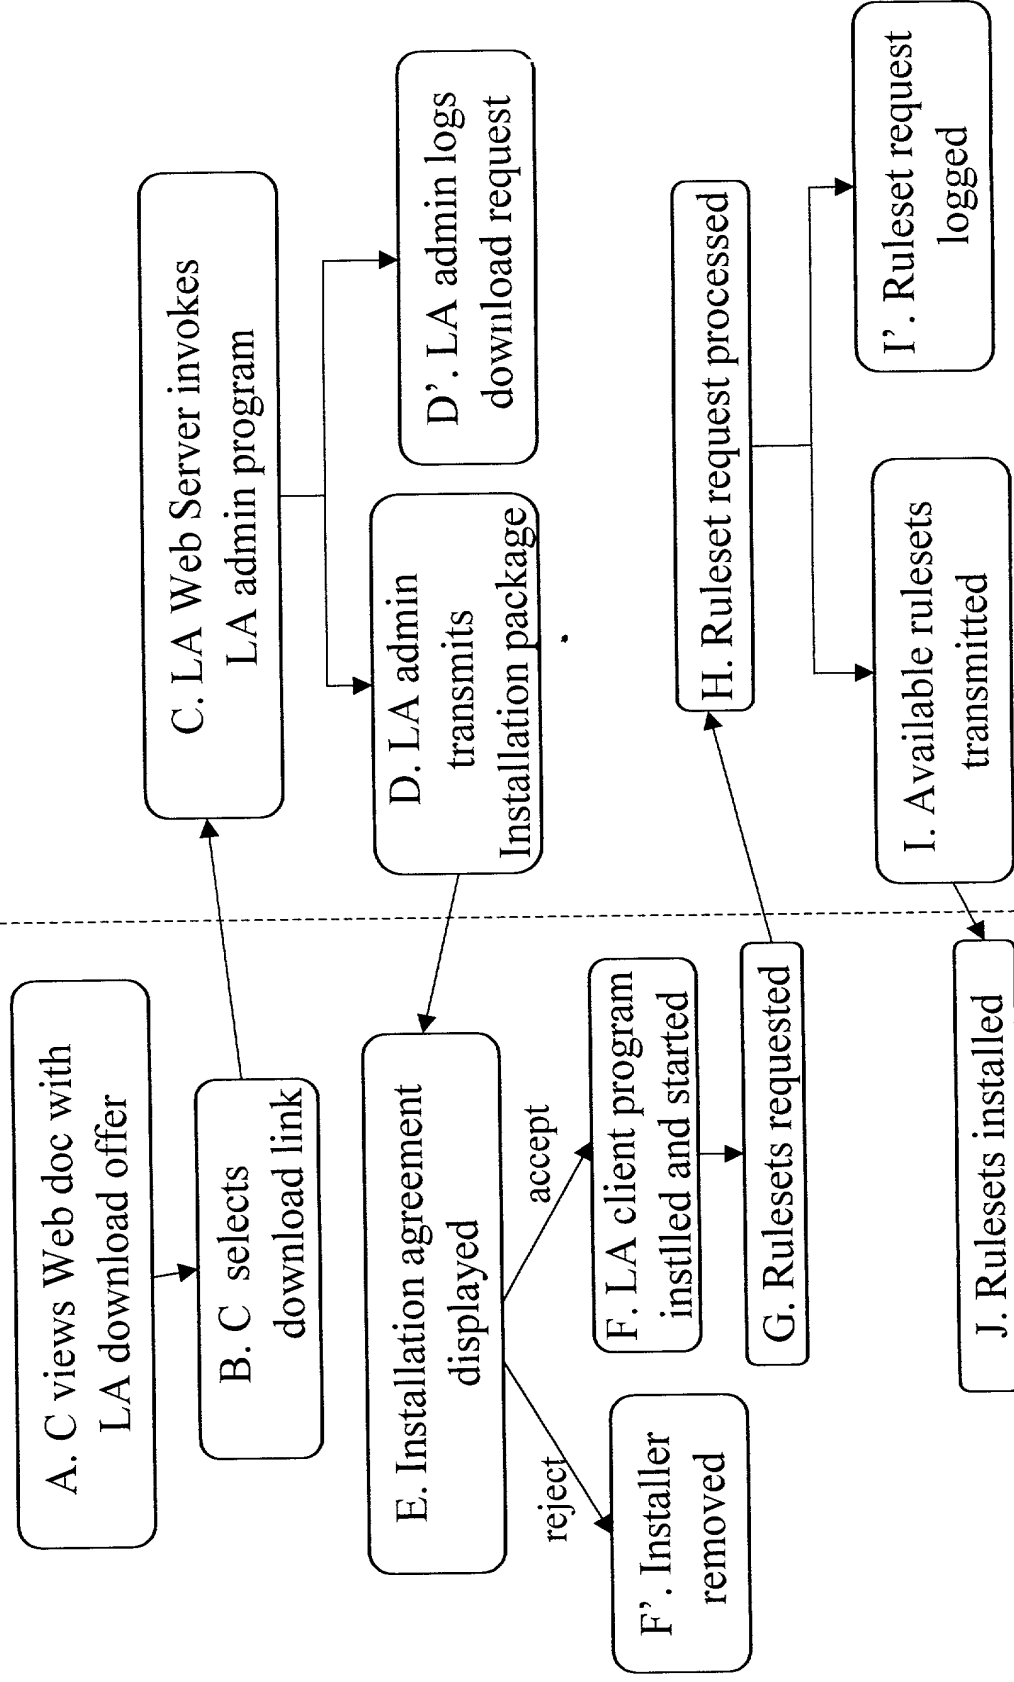 A. C views Web doc with
LA download offer
B. C selects
download link
C. LA Web Server invokes
LA admin program
D. LA admin
transmits
Installation package
D'. LA admin logs
download request
E. Installation agreement
displayed
reject
accept
F'. Installer
removed
F. LA client program
instlled and started
G. Rulesets requested
H. Ruleset request processed
I. Available rulesets
transmitted
I'. Ruleset request
logged
J. Rulesets installed